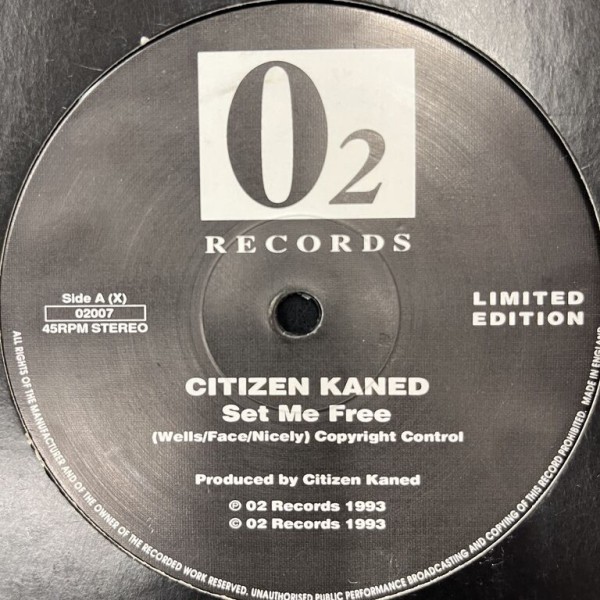 02
RECORDS
Side A (X)
02007
45RPM STEREO
LIMITED
EDITION
CITIZEN KANED
Set Me Free
(Wells/Face/Nicely) Copyright Control
Produced by Citizen Kaned
℗ 02 Records 1993
© 02 Records 1993
ALL RIGHTS OF THE MANUFACTURER AND OF THE OWNER OF THE RECORDED WORK RESERVED. UNAUTHORISED PUBLIC PERFORMANCE BROADCASTING AND COPYING OF THIS RECORD PROHIBITED. MADE IN ENGLAND